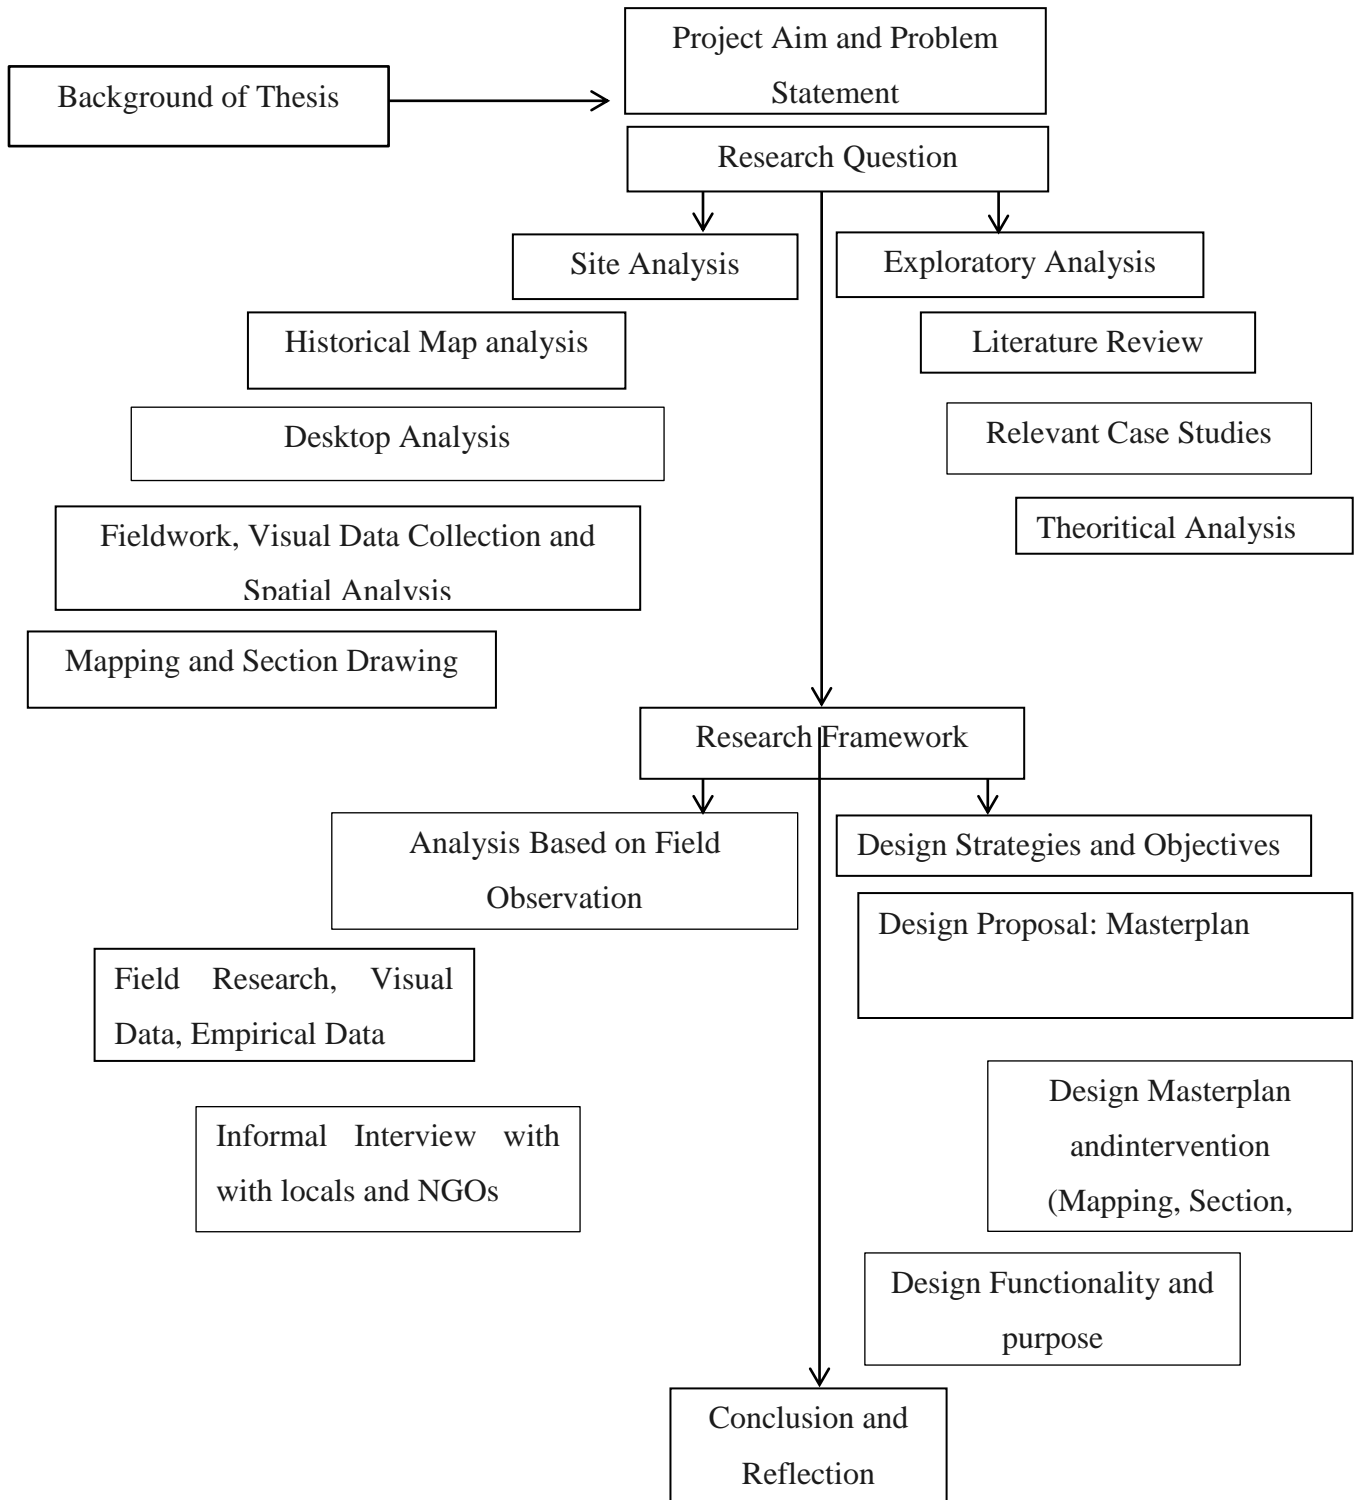 Project Aim and Problem
Statement
Background of Thesis
Research Question
Site Analysis
Exploratory Analysis
Historical Map analysis
Literature Review
Desktop Analysis
Relevant Case Studies
Fieldwork, Visual Data Collection and
Spatial Analysis
Theoritical Analysis
Mapping and Section Drawing
Research Framework
Analysis Based on Field
Observation
Design Strategies and Objectives
Design Proposal: Masterplan
Field Research, Visual
Data, Empirical Data
Design Masterplan
andintervention
(Mapping, Section,
Informal Interview with
with locals and NGOs
Design Functionality and
purpose
Conclusion and
Reflection